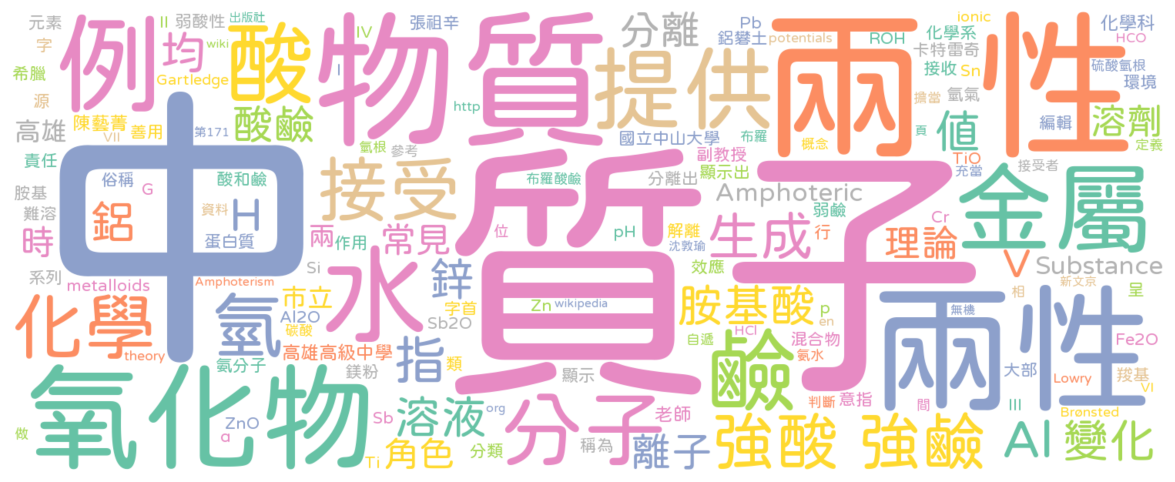 元素
II
弱酸性
出版社
張祖辛
分離
Pb
ionic
化學科
字
例
均
酸
wiki
IV
物
質
提供
鋁礬土
potentials
兩性
ROH
化學系
HCO
卡特雷奇
希臘
Gartledge
I
接收
Sn
硫酸氫根
環境
源
陳藝菁
善用
酸鹼
http
擔當
氫氣
高雄
VII
第171
國立中山大學
布羅
頁
值
編輯
溶劑
責任
中
氫根
參考
副教授
概念
定義
俗稱
酸和鹼
接受
布羅酸鹼
分離出
顯示出
子
TiO
充當
接受者
胺基
G
H
質
Amphoteric
弱鹼
金屬
難溶
鋁
資料
時
蛋白質
兩
作用
常見
位
pH
解離
沈敦瑜
生成
行
Cr
理論
系列
Si
效應
V
Substance
metalloids
Amphoterism
水
鋅
Zn
wikipedia
胺基酸
p
en
兩性
無機
相
新文京
呈
化學
氫
市立
Al2O
碳酸
字首
Sb2O
自遞
HCl
混合物
氨水
Fe2O
theory
高雄高級中學
指
類
鹼
大部
羧基
氨分子
鎂粉
顯示
Lowry
VI
氧化物
ZnO
a
Sb
溶液
org
分子
老師
判斷
意指
間
III
Brønsted
做
Ti
角色
分類
稱為
離子
強酸
強鹼
Al
變化